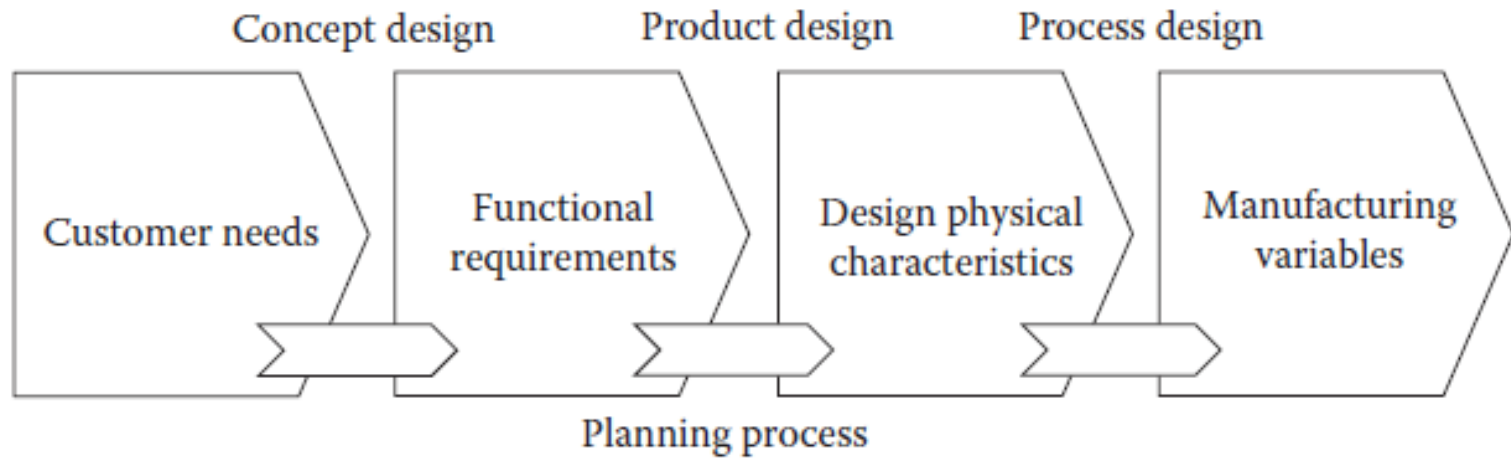 Concept design
Product design
Process design
Customer needs
Functional
requirements
Design physical
characteristics
Manufacturing
variables
Planning process